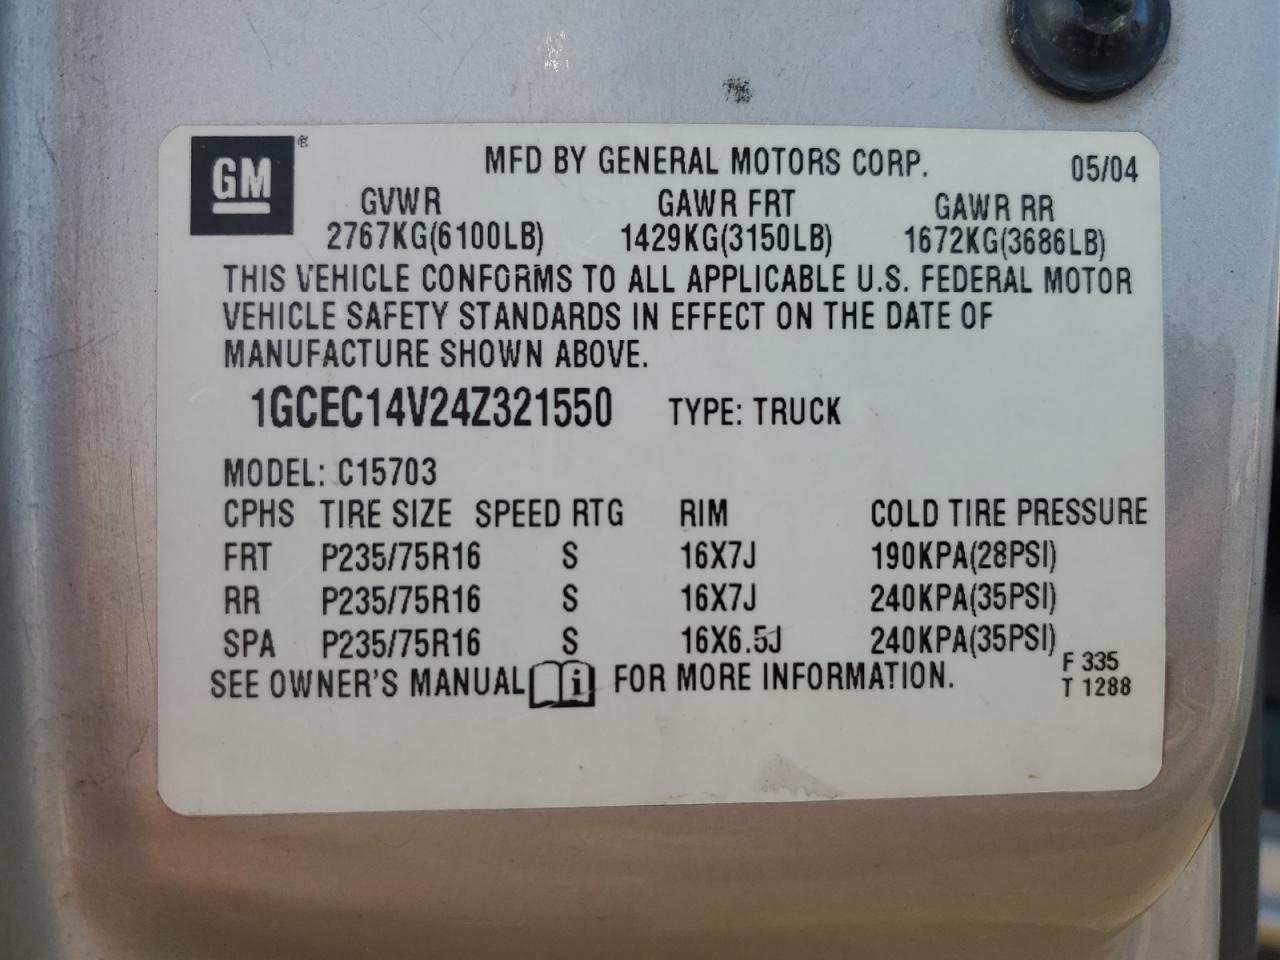 GM ®
MFD BY GENERAL MOTORS CORP. 05/04
GVWR GAWR FRT GAWR RR
2767KG(6100LB) 1429KG(3150LB) 1672KG(3686LB)
THIS VEHICLE CONFORMS TO ALL APPLICABLE U.S. FEDERAL MOTOR
VEHICLE SAFETY STANDARDS IN EFFECT ON THE DATE OF
MANUFACTURE SHOWN ABOVE.
1GCEC14V24Z321550 TYPE: TRUCK
MODEL: C15703
CPHS TIRE SIZE SPEED RTG RIM COLD TIRE PRESSURE
FRT P235/75R16 S 16X7J 190KPA(28PSI)
RR P235/75R16 S 16X7J 240KPA(35PSI)
SPA P235/75R16 S 16X6.5J 240KPA(35PSI)
SEE OWNER'S MANUAL i FOR MORE INFORMATION.
F 335
T 1288